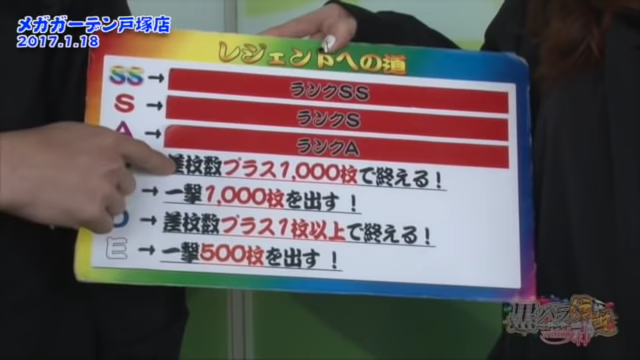 メガガーデン戸塚店
2017.1.18
レジェンドへの道
SS→ランクSS
S→ランクS
A→ランクA
差枚数プラス1,000枚で終える!
→一撃1,000枚を出す!
D→差枚数プラス1枚以上で終える!
E→一撃500枚を出す!
黒バラ